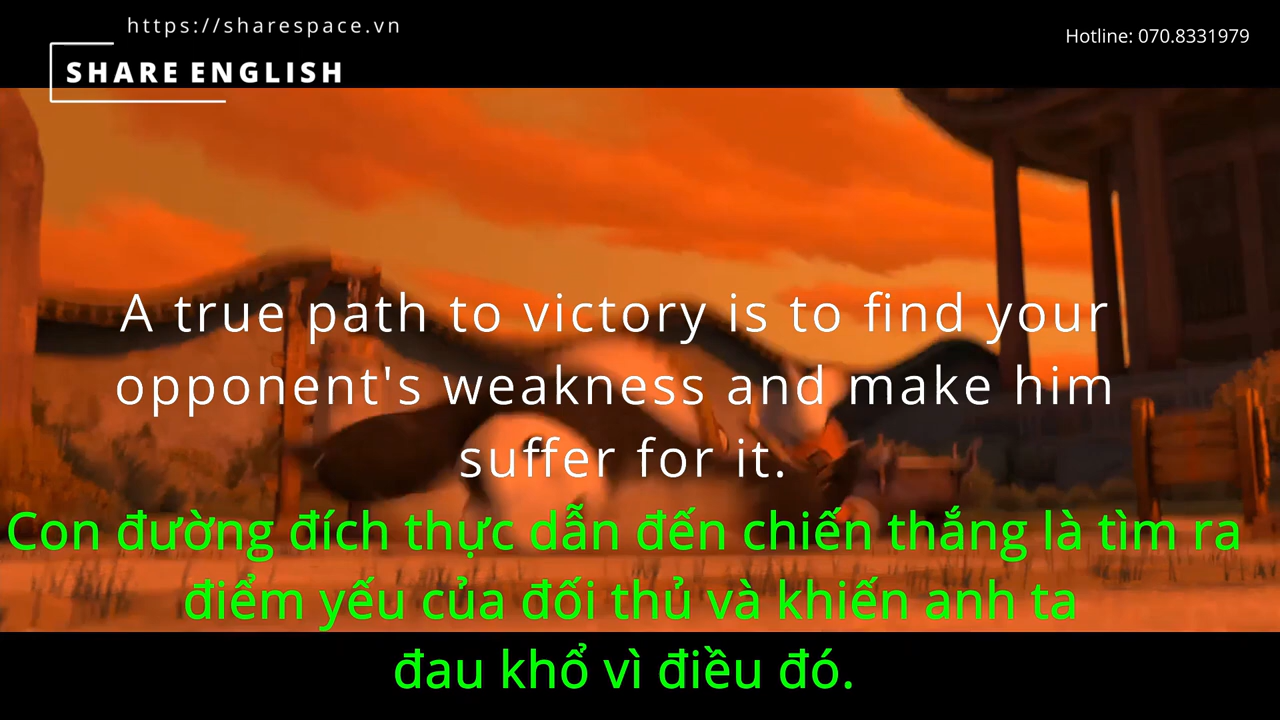 https://sharespace.vn
Hotline: 070.8331979
SHARE ENGLISH
A true path to victory is to find your
opponent's weakness and make him
suffer for it.
Con đường đích thực dẫn đến chiến thắng là tìm ra
điểm yếu của đối thủ và khiến anh ta
đau khổ vì điều đó.